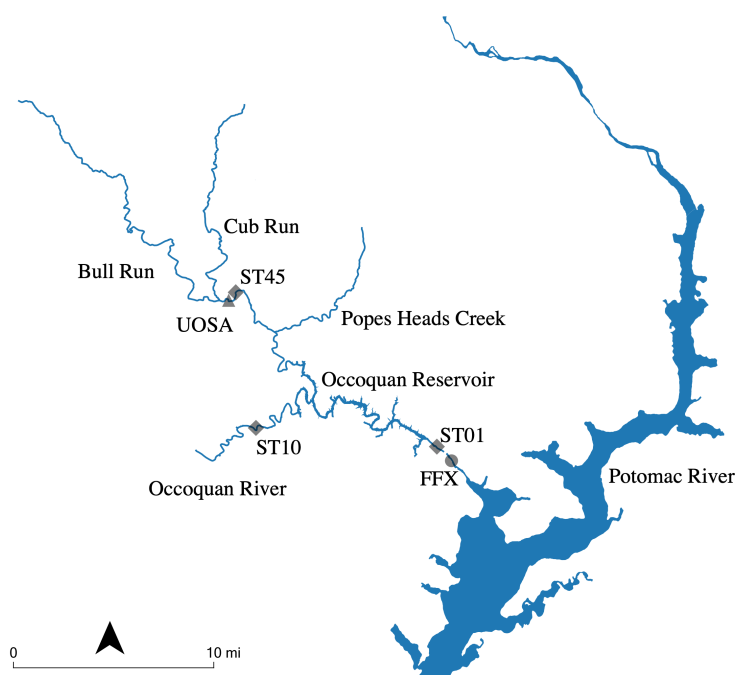 Cub Run
Bull Run
ST45
UOSA
Popes Heads Creek
Occoquan Reservoir
ST01
ST10
FFX
Potomac River
Occoquan River
0
10 mi